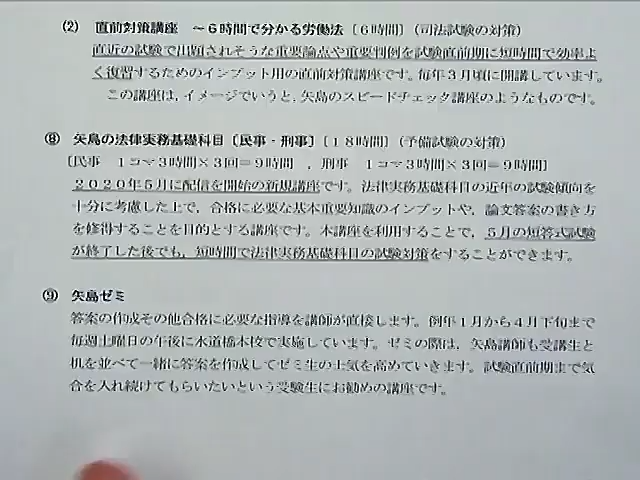 (2) 直前対策講座 ～６時間で分かる労働法［６時間］（司法試験の対策）
直近の試験で出題されそうな重要論点や重要判例を試験直前期に短時間で効率よ
く復習するためのインプット用の直前対策講座です。毎年３月頃に開講しています。
この講座は，イメージでいうと，矢島のスピードチェック講座のようなものです。
⑧ 矢島の法律実務基礎科目［民事・刑事］［１８時間］（予備試験の対策）
［民事 １コマ３時間×３回＝９時間 ，刑事 １コマ３時間×３回＝９時間］
２０２０年５月に配信を開始の新規講座です。法律実務基礎科目の近年の試験傾向を
十分に考慮した上で，合格に必要な基本重要知識のインプットや，論文答案の書き方
を修得することを目的とする講座です。本講座を利用することで，５月の短答式試験
が終了した後でも，短時間で法律実務基礎科目の試験対策をすることができます。
⑨ 矢島ゼミ
答案の作成その他合格に必要な指導を講師が直接します。例年１月から４月下旬まで
毎週土曜日の午後に水道橋本校で実施しています。ゼミの際は，矢島講師も受講生と
机を並べて一緒に答案を作成してゼミ生の士気を高めていきます。試験直前期まで気
合を入れ続けてもらいたいという受験生にお勧めの講座です。